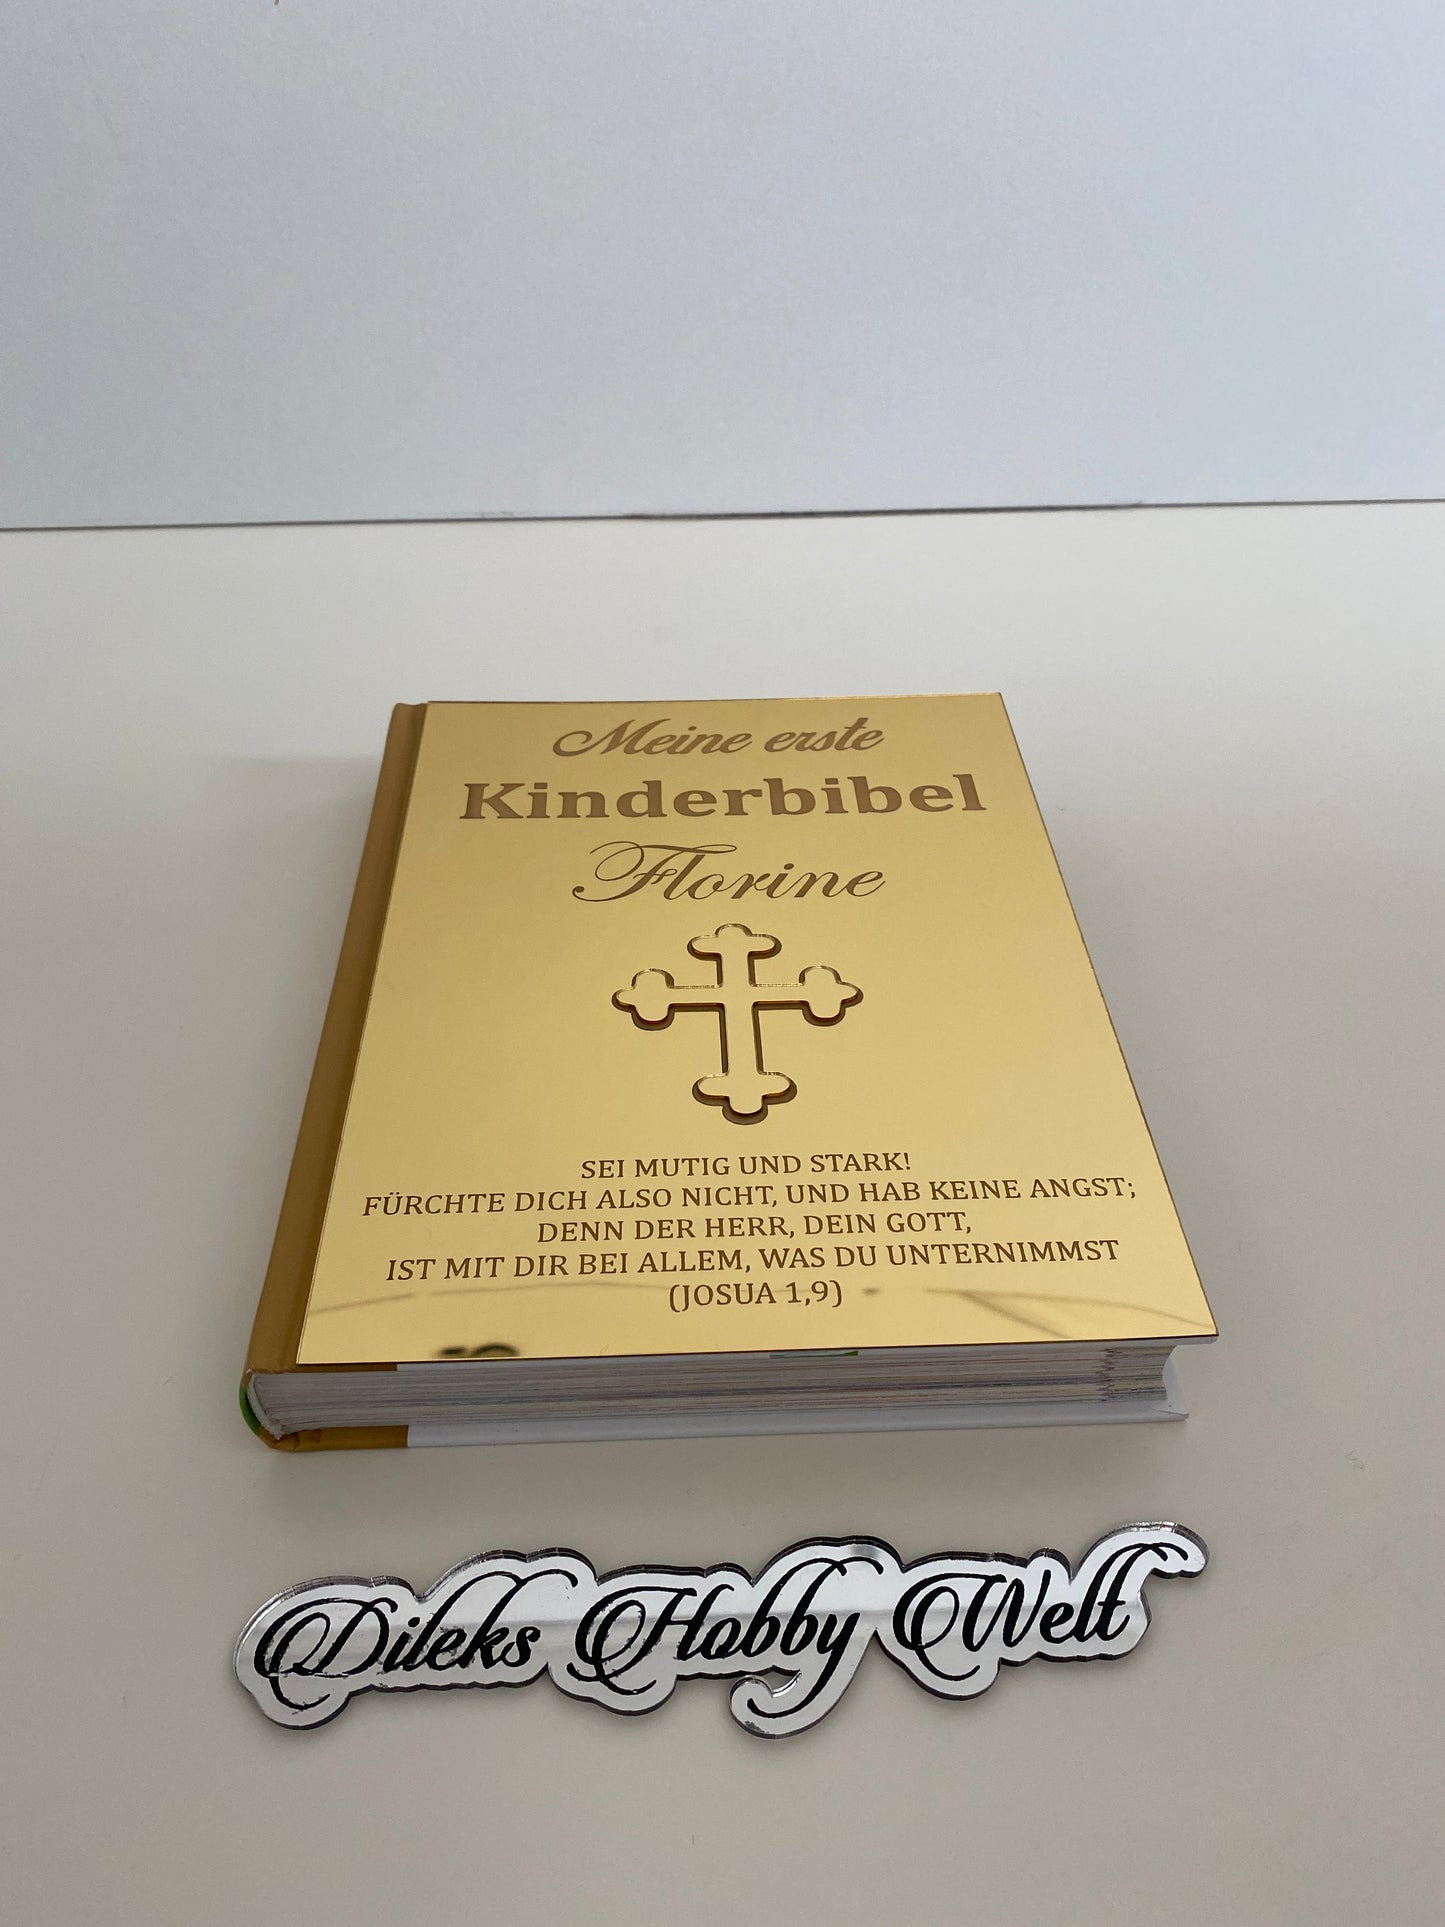 Meine erste
Kinderbibel
Florine
SEI MUTIG UND STARK!
FÜRCHTE DICH ALSO NICHT, UND HAB KEINE ANGST;
DENN DER HERR, DEIN GOTT,
IST MIT DIR BEI ALLEM, WAS DU UNTERNIMMST
(JOSUA 1,9)
Dileks Hobby Welt